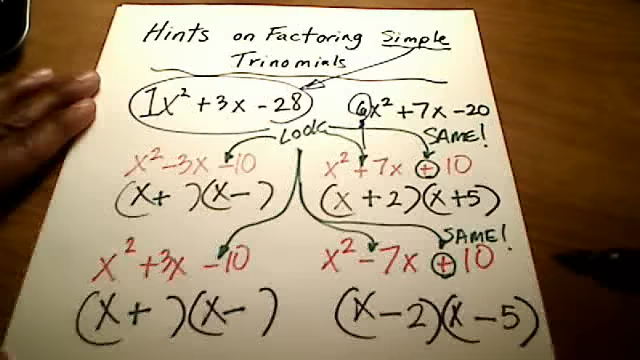 Hints on Factoring Simple
Trinomials
1x² + 3x - 28
6x² + 7x - 20
LOOK
SAME!
x² - 3x - 10
x² + 7x + 10
(x+ )(x- )
(x + 2)(x + 5)
SAME!
x² + 3x - 10
x² - 7x + 10
(x+ )(x- )
(x - 2)(x - 5)